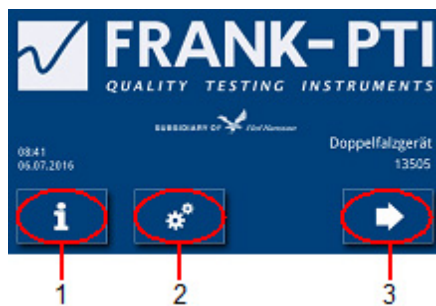 FRANK-PTI
QUALITY TESTING INSTRUMENTS
SUBSIDIARY OF
08:41
06.07.2016
Doppelfalzgerät
13505
i
1 2 3